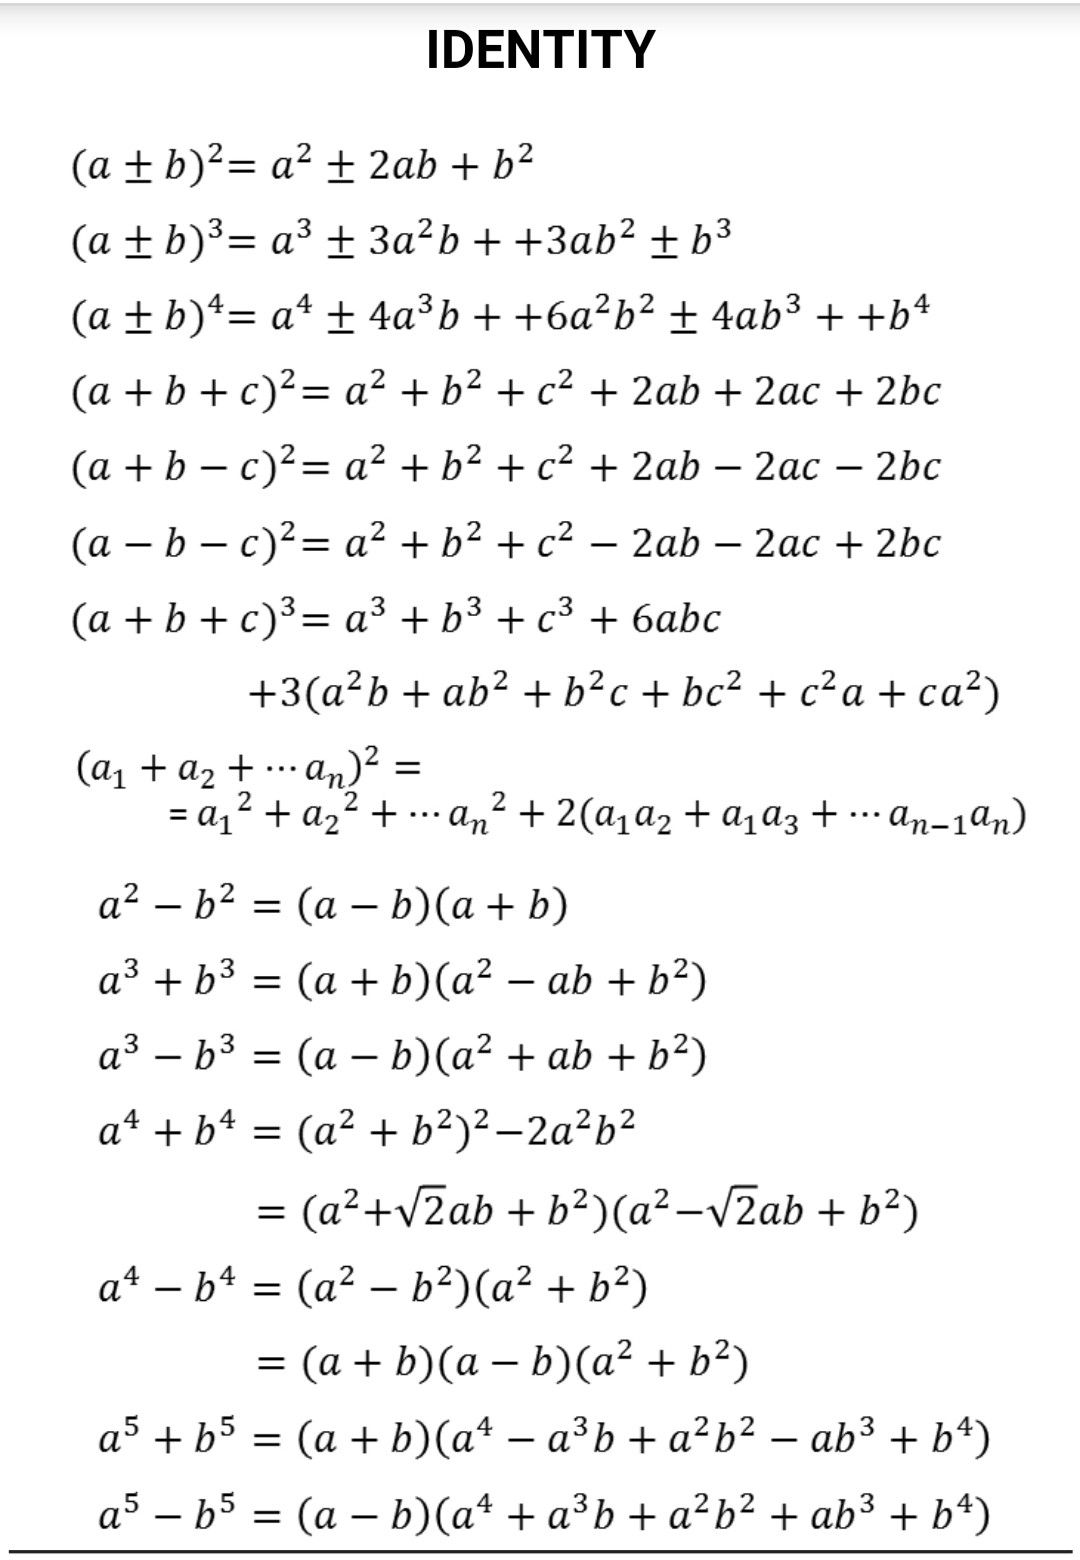 IDENTITY
(a ± b)²= a² ± 2ab + b²
(a ± b)³= a³ ± 3a²b + +3ab² ± b³
(a ± b)⁴= a⁴ ± 4a³b + +6a²b² ± 4ab³ + +b⁴
(a + b + c)²= a² + b² + c² + 2ab + 2ac + 2bc
(a + b − c)²= a² + b² + c² + 2ab − 2ac − 2bc
(a − b − c)²= a² + b² + c² − 2ab − 2ac + 2bc
(a + b + c)³= a³ + b³ + c³ + 6abc
+3(a²b + ab² + b²c + bc² + c²a + ca²)
(a₁ + a₂ + ⋯ aₙ)² =
= a₁² + a₂² + ⋯ aₙ² + 2(a₁a₂ + a₁a₃ + ⋯ aₙ₋₁aₙ)
a² − b² = (a − b)(a + b)
a³ + b³ = (a + b)(a² − ab + b²)
a³ − b³ = (a − b)(a² + ab + b²)
a⁴ + b⁴ = (a² + b²)²−2a²b²
= (a²+√2ab + b²)(a²−√2ab + b²)
a⁴ − b⁴ = (a² − b²)(a² + b²)
= (a + b)(a − b)(a² + b²)
a⁵ + b⁵ = (a + b)(a⁴ − a³b + a²b² − ab³ + b⁴)
a⁵ − b⁵ = (a − b)(a⁴ + a³b + a²b² + ab³ + b⁴)